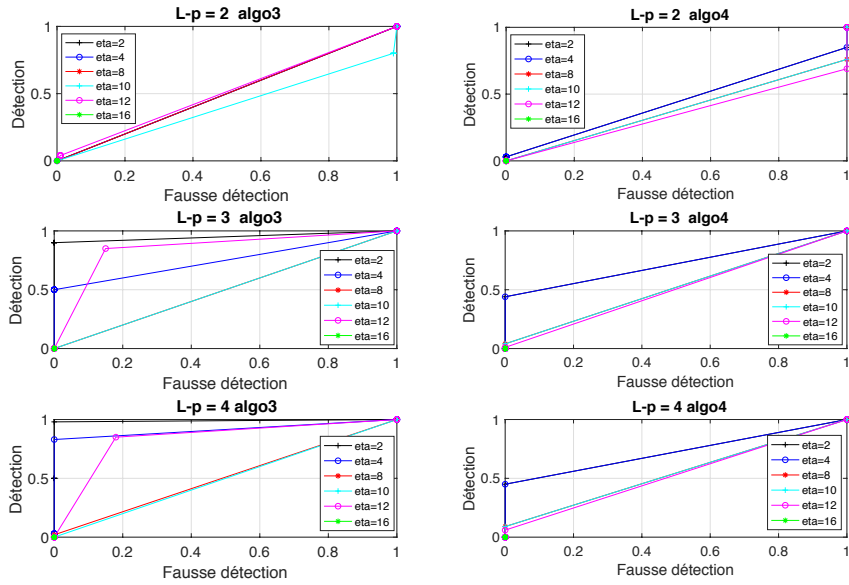 L-p = 2  algo3
Détection
1
0.5
0
eta=2
eta=4
eta=8
eta=10
eta=12
eta=16
0 0.2 0.4 0.6 0.8 1
Fausse détection
L-p = 2  algo4
Détection
1
0.5
0
eta=2
eta=4
eta=8
eta=10
eta=12
eta=16
0 0.2 0.4 0.6 0.8 1
Fausse détection
L-p = 3  algo3
Détection
1
0.5
0
eta=2
eta=4
eta=8
eta=10
eta=12
eta=16
0 0.2 0.4 0.6 0.8 1
Fausse détection
L-p = 3  algo4
Détection
1
0.5
0
eta=2
eta=4
eta=8
eta=10
eta=12
eta=16
0 0.2 0.4 0.6 0.8 1
Fausse détection
L-p = 4 algo3
Détection
1
0.5
0
eta=2
eta=4
eta=8
eta=10
eta=12
eta=16
0 0.2 0.4 0.6 0.8 1
Fausse détection
L-p = 4 algo4
Détection
1
0.5
0
eta=2
eta=4
eta=8
eta=10
eta=12
eta=16
0 0.2 0.4 0.6 0.8 1
Fausse détection